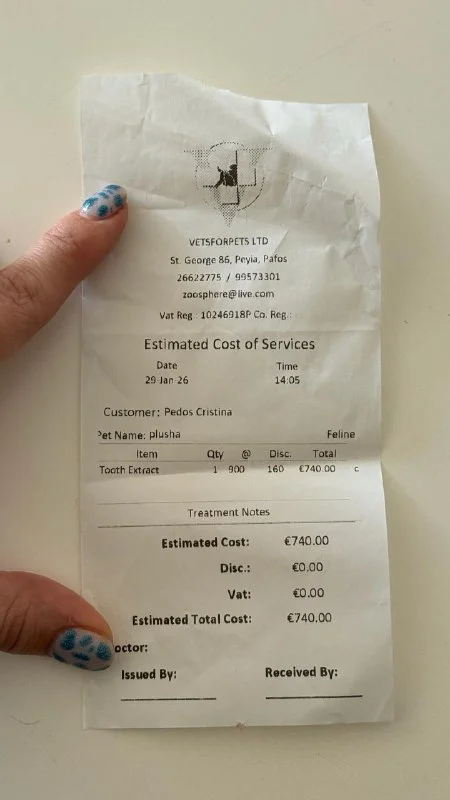 VETSFORPETS LTD
St. George 86, Peyia, Pafos
26622775 / 99573301
zoosphere@live.com
Vat Reg : 10246918P Co. Reg.:
Estimated Cost of Services
Date Time
29-Jan-26 14:05
Customer: Pedos Cristina
Pet Name: plusha Feline
Item Qty @ Disc. Total
Tooth Extract 1 900 160 €740.00 c
Treatment Notes
Estimated Cost: €740.00
Disc.: €0.00
Vat: €0.00
Estimated Total Cost: €740.00
octor:
Issued By: Received By: